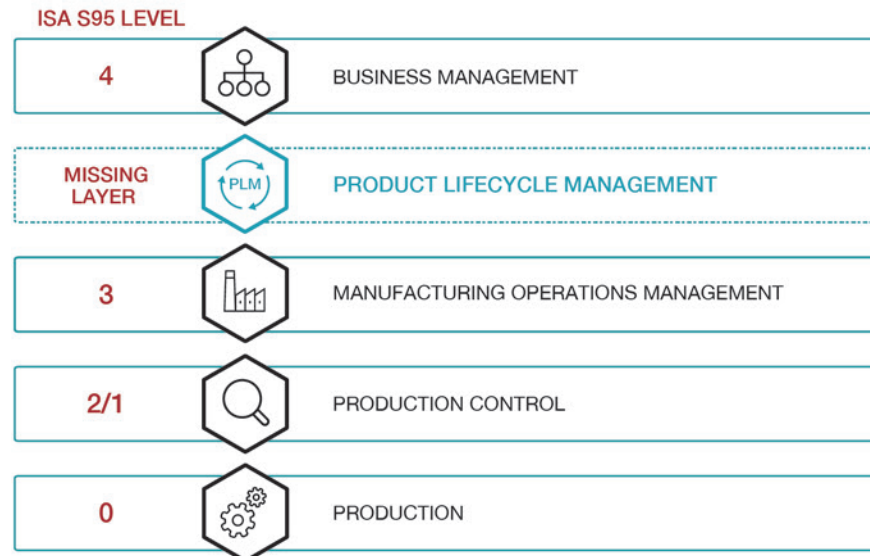 ISA S95 LEVEL
4
BUSINESS MANAGEMENT
MISSING
LAYER
PLM
PRODUCT LIFECYCLE MANAGEMENT
3
MANUFACTURING OPERATIONS MANAGEMENT
2/1
PRODUCTION CONTROL
0
PRODUCTION